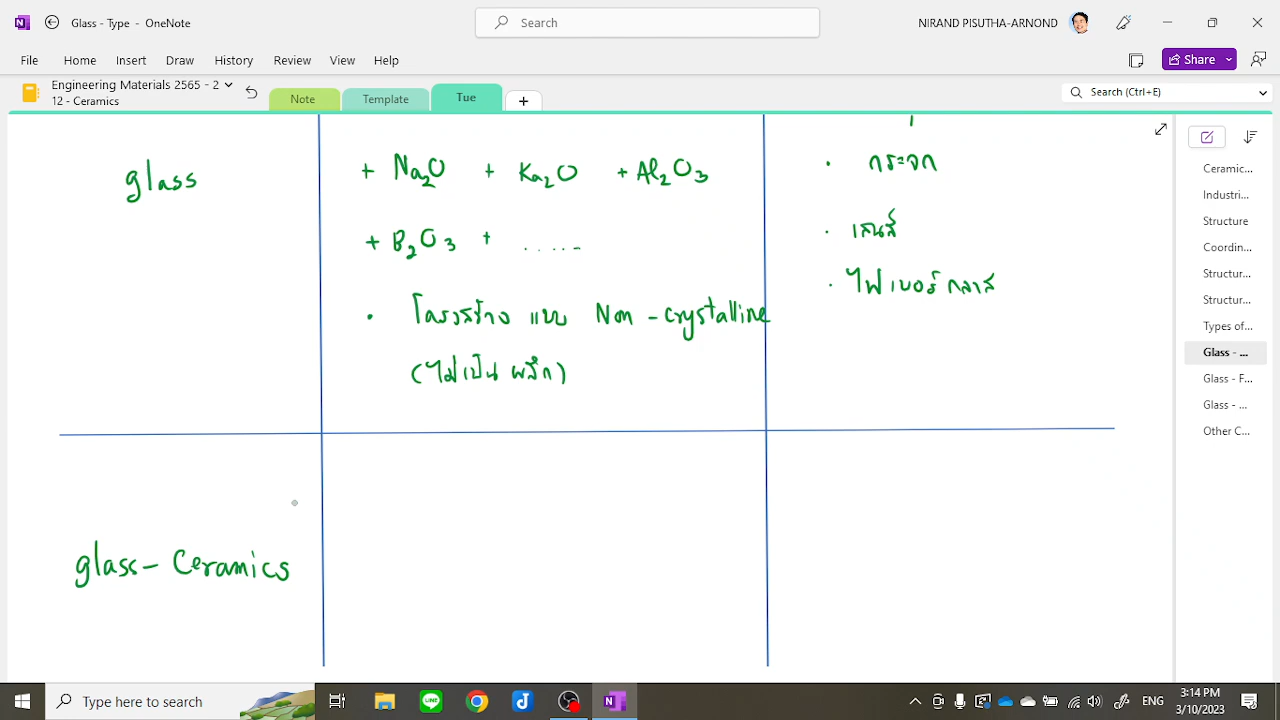 Glass - Type - OneNote
Search
NIRAND PISUTHA-ARNOND
File Home Insert Draw History Review View Help
Share
Engineering Materials 2565 - 2
12 - Ceramics
Note
Template
Tue
+
Search (Ctrl+E)
glass
+ Na2O + Ka2O + Al2O3
+ B2O3 + ......
• โครงสร้าง แบบ Non-crystalline
(ไม่เป็น ผลึก)
• กระจก
• เลนส์
• ไฟเบอร์กลาส
glass-Ceramics
Ceramic...
Industri...
Structure
Coordin...
Structur...
Structur...
Types of...
Glass - ...
Glass - F...
Glass - ...
Other C...
Type here to search
ENG
3:14 PM
3/10/2023